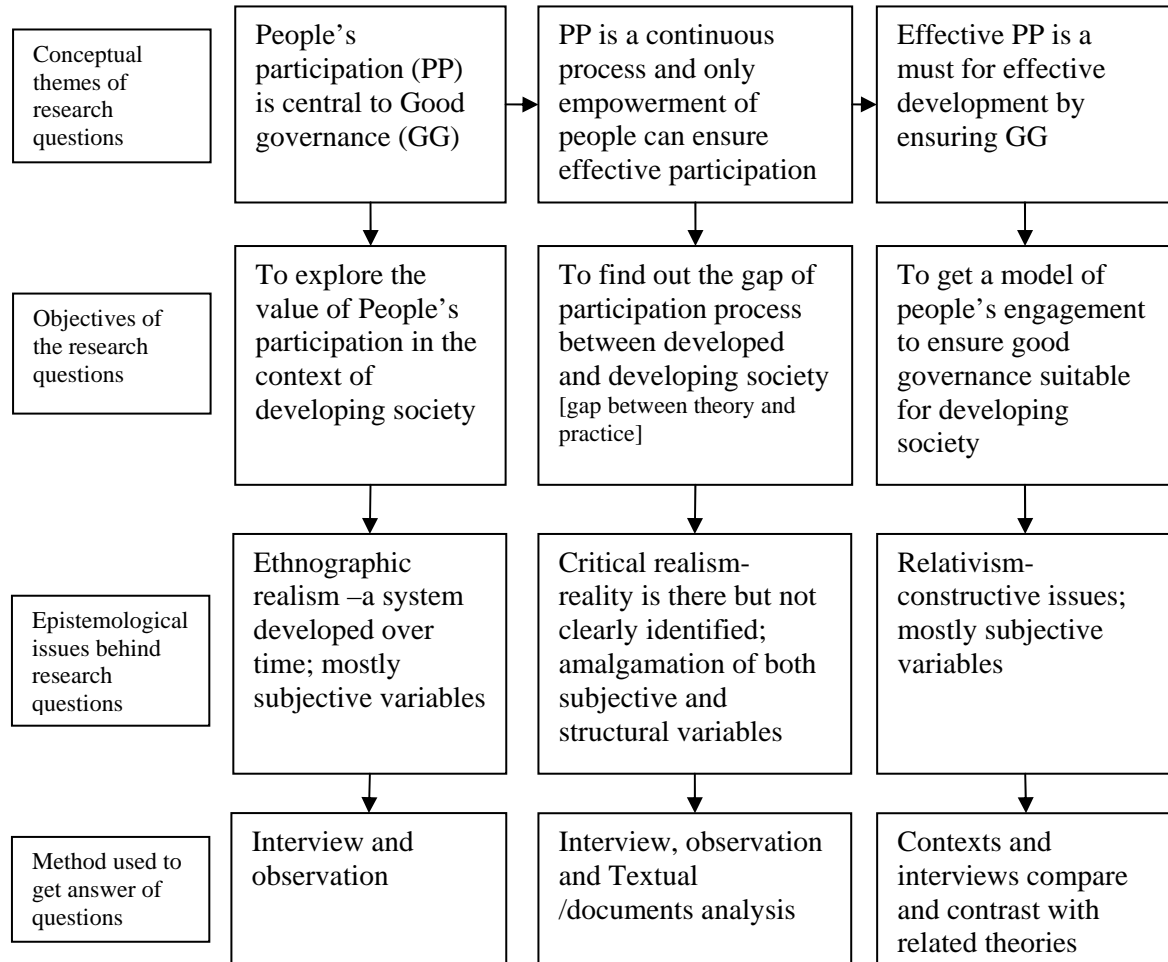 Conceptual
themes of
research
questions
People’s
participation (PP)
is central to Good
governance (GG)
PP is a continuous
process and only
empowerment of
people can ensure
effective participation
Effective PP is a
must for effective
development by
ensuring GG
Objectives of
the research
questions
To explore the
value of People’s
participation in the
context of
developing society
To find out the gap of
participation process
between developed
and developing society
[gap between theory and
practice]
To get a model of
people’s engagement
to ensure good
governance suitable
for developing
society
Epistemological
issues behind
research
questions
Ethnographic
realism –a system
developed over
time; mostly
subjective variables
Critical realism-
reality is there but not
clearly identified;
amalgamation of both
subjective and
structural variables
Relativism-
constructive issues;
mostly subjective
variables
Method used to
get answer of
questions
Interview and
observation
Interview, observation
and Textual
/documents analysis
Contexts and
interviews compare
and contrast with
related theories